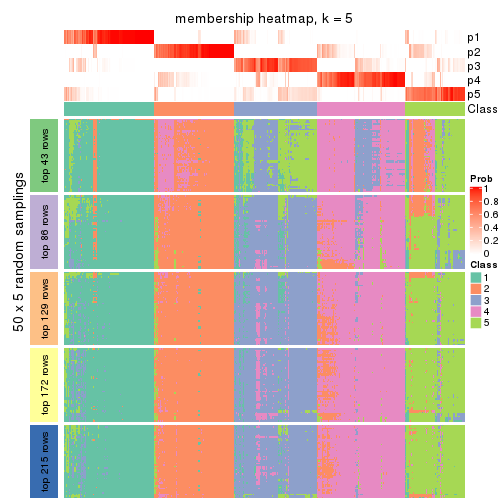 membership heatmap, k = 5
p1
p2
p3
p4
p5
Class
50 x 5 random samplings
top 43 rows
top 86 rows
top 129 rows
top 172 rows
top 215 rows
Prob
1
0.8
0.6
0.4
0.2
0
Class
1
2
3
4
5